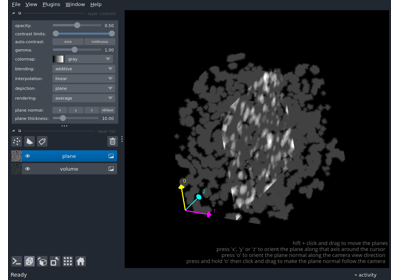 File View Plugins Window Help
opacity: 0.50
contrast limits:
auto-contrast: once continuous
gamma: 1.00
colormap: gray
blending: additive
interpolation: linear
depiction: plane
rendering: average
plane normal: x y z oblique
plane thickness: 10.00
plane
volume
hift + click and drag to move the planes
press 'x', 'y' or 'z' to orient the plane along that axis around the cursor
press 'o' to orient the plane normal along the camera view direction
press and hold 'o' then click and drag to make the plane normal follow the camera
Ready
activity